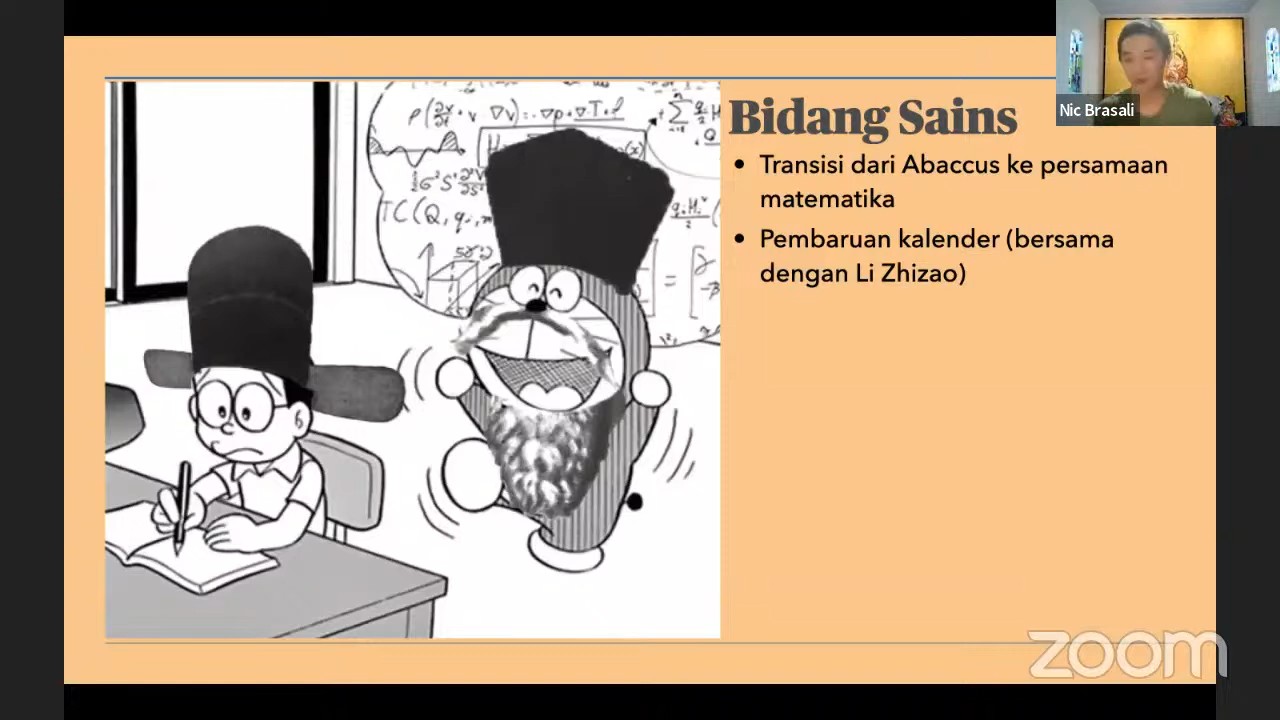 Bidang Sains
Nic Brasali
• Transisi dari Abaccus ke persamaan
matematika
• Pembaruan kalender (bersama
dengan Li Zhizao)
zoom